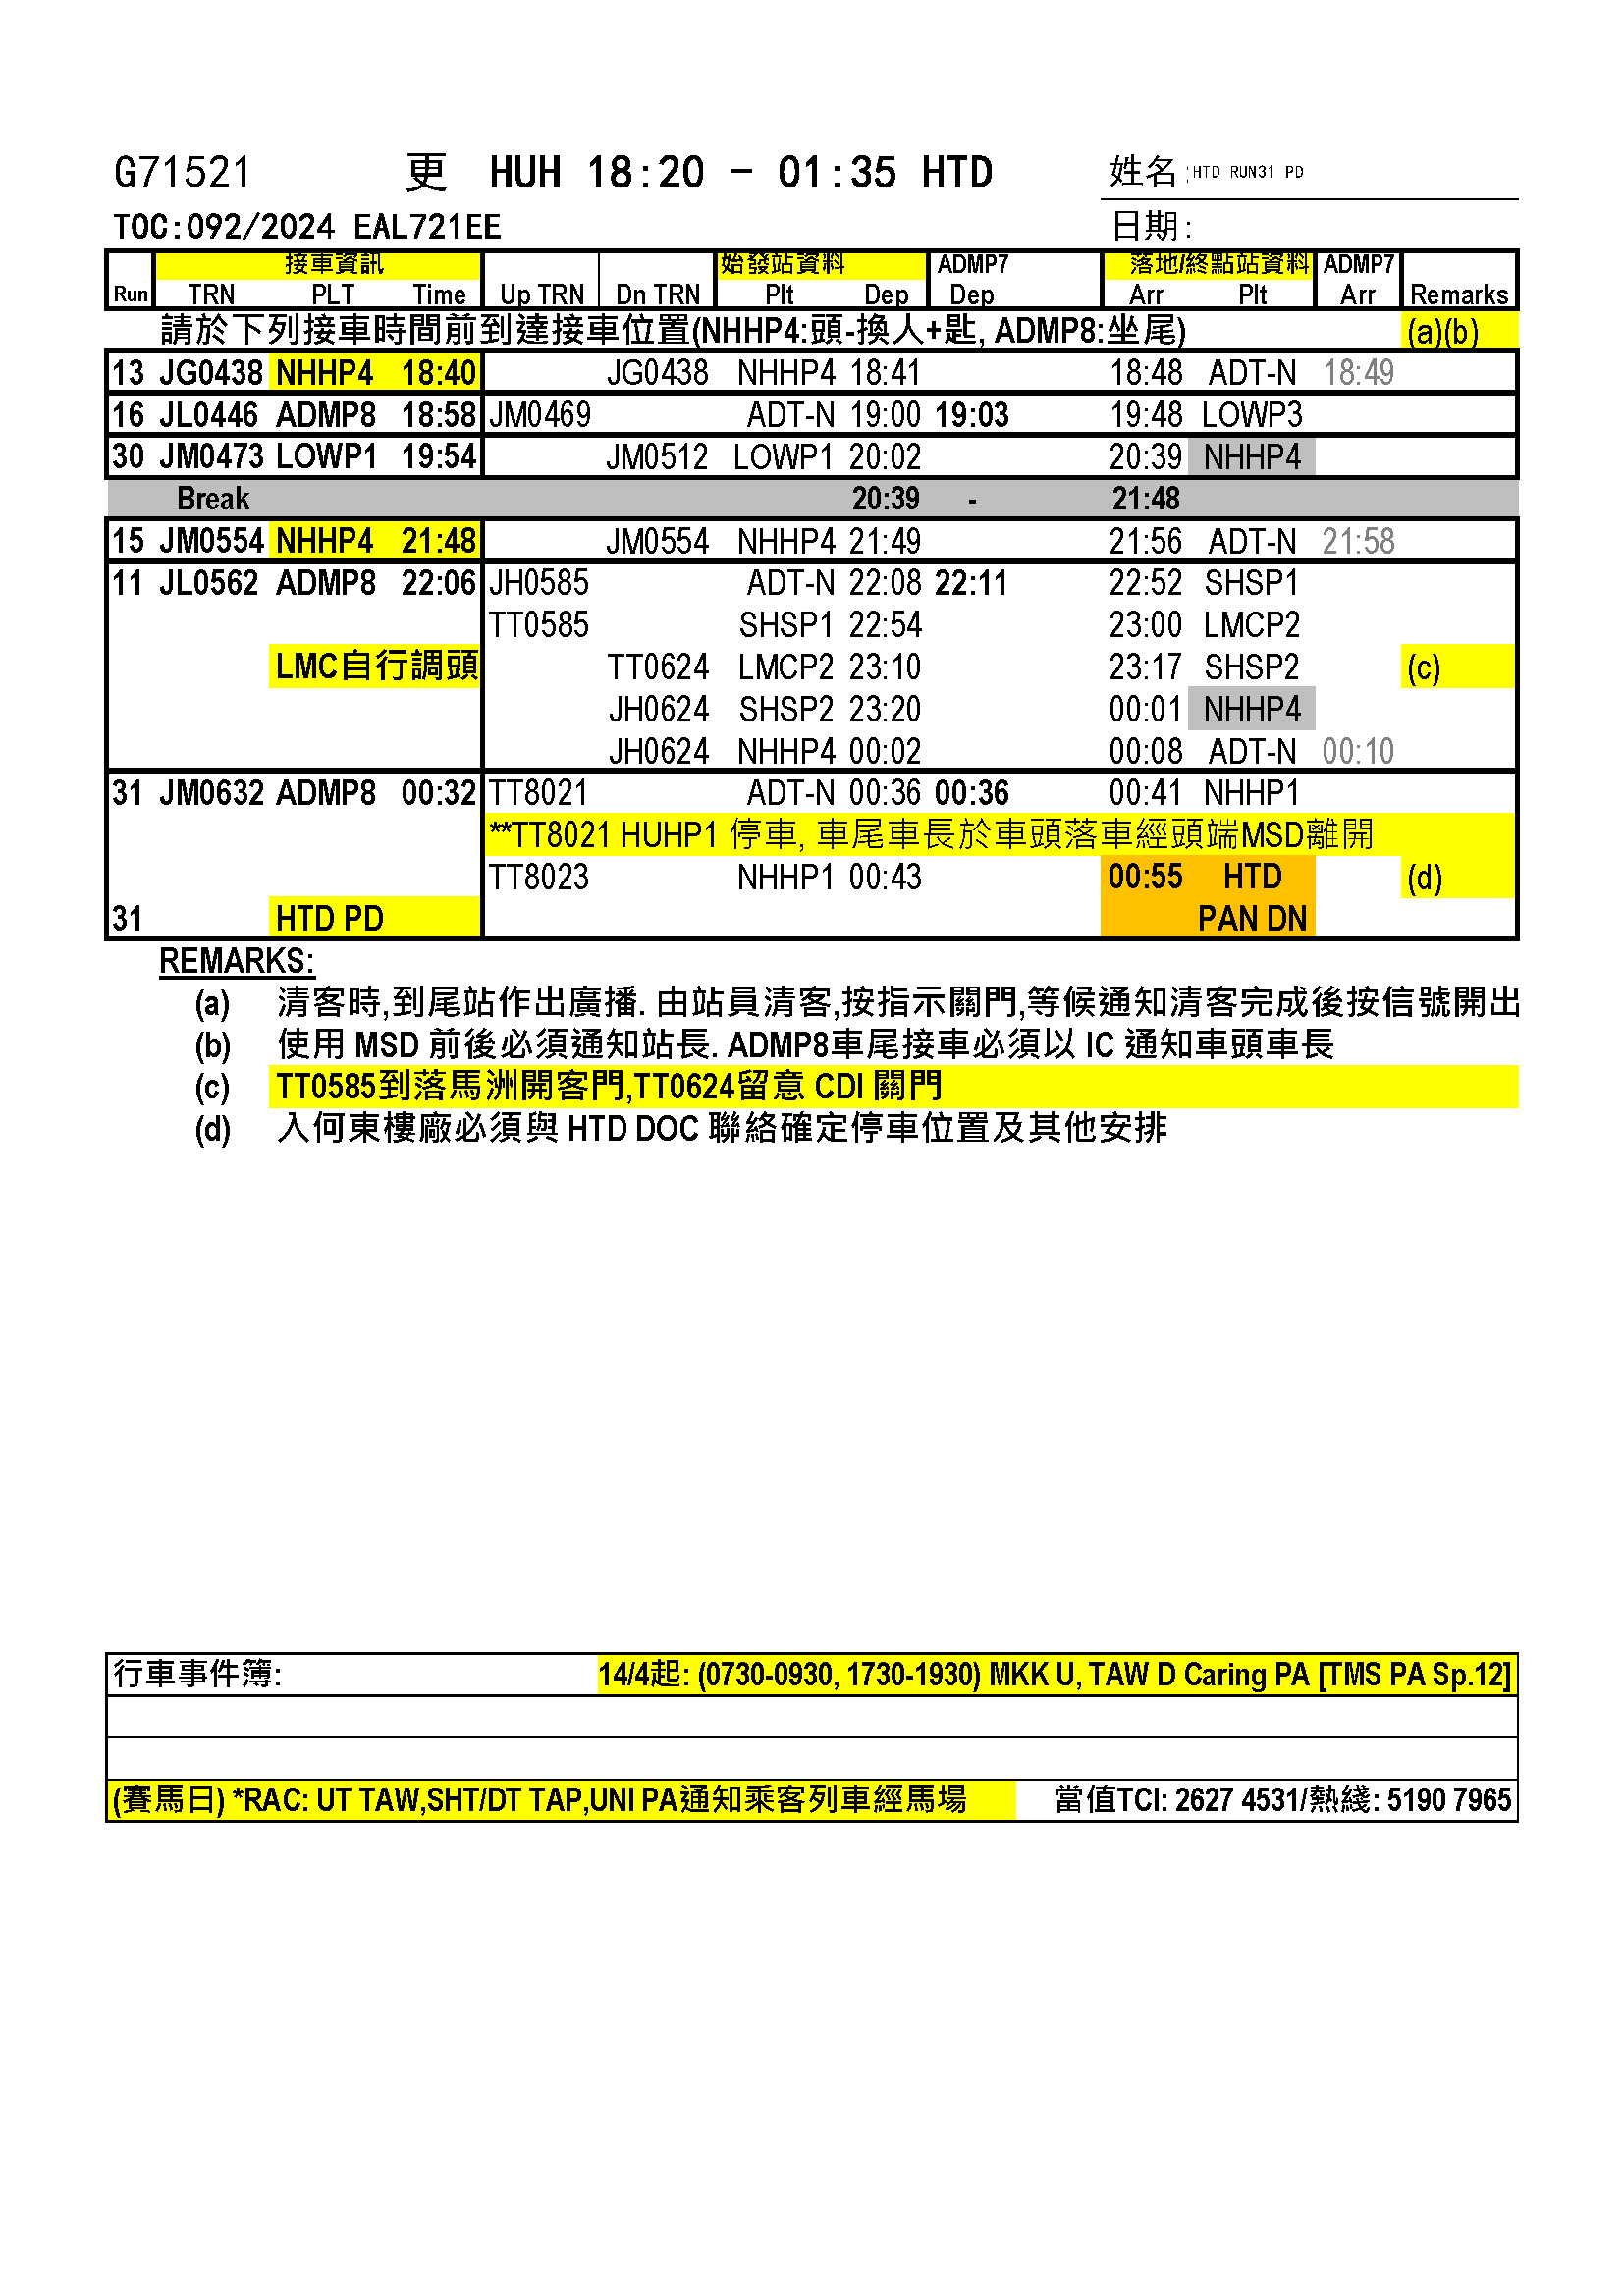 G71521 更 HUH 18:20 - 01:35 HTD 姓名:HTD RUN31 PD
TOC:092/2024 EAL721EE 日期:
接車資訊 始發站資料 ADMP7 落地/終點站資料 ADMP7
Run TRN PLT Time Up TRN Dn TRN Plt Dep Dep Arr Plt Arr Remarks
請於下列接車時間前到達接車位置(NHHP4:頭-換人+匙, ADMP8:坐尾) (a)(b)
13 JG0438 NHHP4 18:40 JG0438 NHHP4 18:41 18:48 ADT-N 18:49
16 JL0446 ADMP8 18:58 JM0469 ADT-N 19:00 19:03 19:48 LOWP3
30 JM0473 LOWP1 19:54 JM0512 LOWP1 20:02 20:39 NHHP4
Break 20:39 - 21:48
15 JM0554 NHHP4 21:48 JM0554 NHHP4 21:49 21:56 ADT-N 21:58
11 JL0562 ADMP8 22:06 JH0585 ADT-N 22:08 22:11 22:52 SHSP1
TT0585 SHSP1 22:54 23:00 LMCP2
LMC自行調頭 TT0624 LMCP2 23:10 23:17 SHSP2 (c)
JH0624 SHSP2 23:20 00:01 NHHP4
JH0624 NHHP4 00:02 00:08 ADT-N 00:10
31 JM0632 ADMP8 00:32 TT8021 ADT-N 00:36 00:36 00:41 NHHP1
**TT8021 HUHP1 停車, 車尾車長於車頭落車經頭端MSD離開
TT8023 NHHP1 00:43 00:55 HTD (d)
31 HTD PD PAN DN
REMARKS:
(a) 清客時,到尾站作出廣播. 由站員清客,按指示關門,等候通知清客完成後按信號開出
(b) 使用 MSD 前後必須通知站長. ADMP8車尾接車必須以 IC 通知車頭車長
(c) TT0585到落馬洲開客門,TT0624留意 CDI 關門
(d) 入何東樓廠必須與 HTD DOC 聯絡確定停車位置及其他安排
行車事件簿: 14/4起: (0730-0930, 1730-1930) MKK U, TAW D Caring PA [TMS PA Sp.12]
(賽馬日) *RAC: UT TAW,SHT/DT TAP,UNI PA通知乘客列車經馬場 當值TCI: 2627 4531/熱綫: 5190 7965